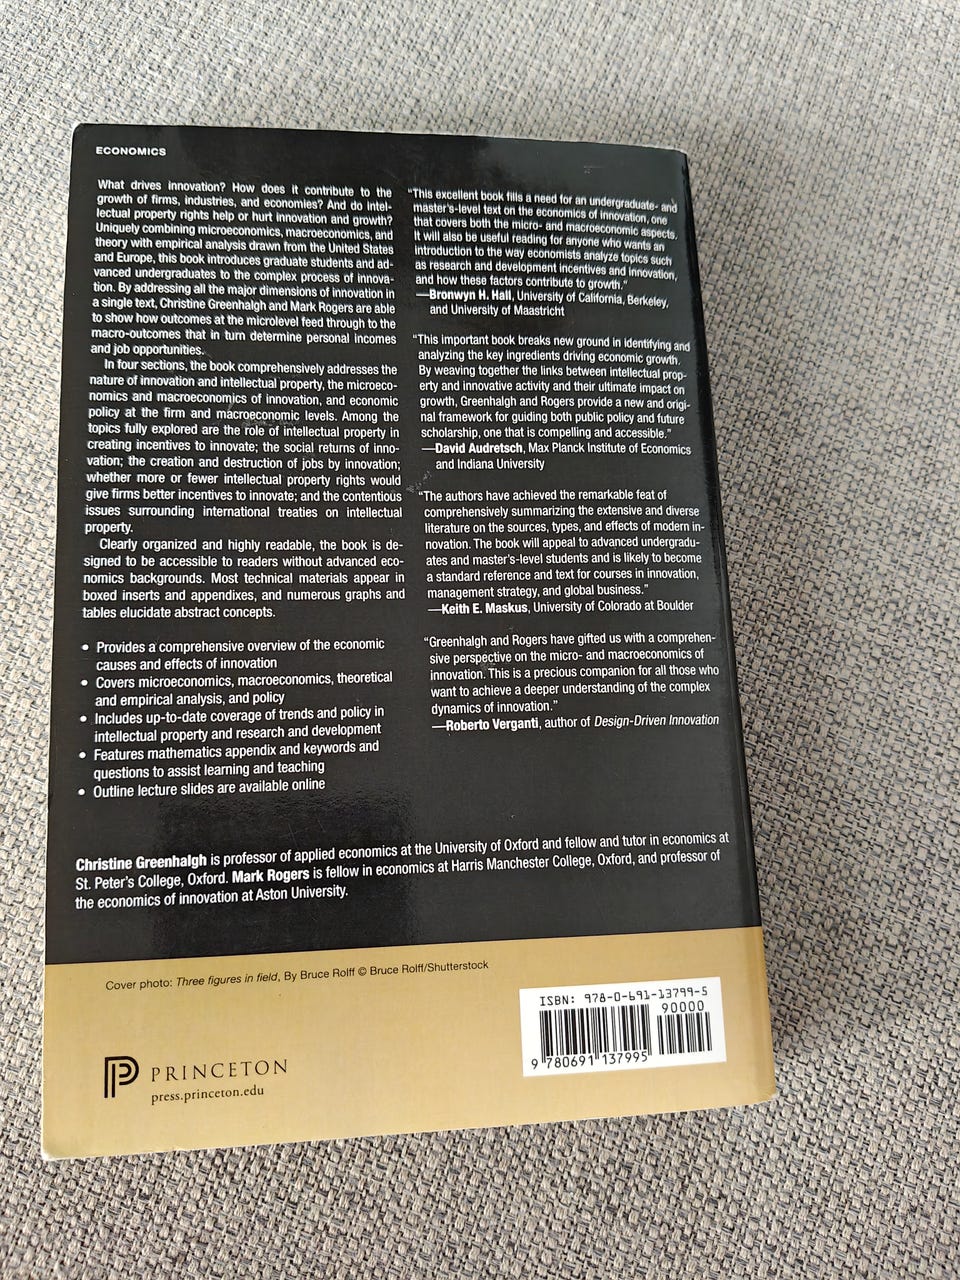 ECONOMICS
What drives innovation? How does it contribute to the
growth of firms, industries, and economies? And do intel-
lectual property rights help or hurt innovation and growth?
Uniquely combining microeconomics, macroeconomics, and
theory with empirical analysis drawn from the United States
and Europe, this book introduces graduate students and ad-
vanced undergraduates to the complex process of innova-
tion. By addressing all the major dimensions of innovation in
a single text, Christine Greenhalgh and Mark Rogers are able
to show how outcomes at the microlevel feed through to the
macro-outcomes that in turn determine personal incomes
and job opportunities.
In four sections, the book comprehensively addresses the
nature of innovation and intellectual property, the microeco-
nomics and macroeconomics of innovation, and economic
policy at the firm and macroeconomic levels. Among the
topics fully explored are the role of intellectual property in
creating incentives to innovate; the social returns of inno-
vation; the creation and destruction of jobs by innovation;
whether more or fewer intellectual property rights would
give firms better incentives to innovate; and the contentious
issues surrounding international treaties on intellectual
property.
Clearly organized and highly readable, the book is de-
signed to be accessible to readers without advanced eco-
nomics backgrounds. Most technical materials appear in
boxed inserts and appendixes, and numerous graphs and
tables elucidate abstract concepts.
• Provides a comprehensive overview of the economic
causes and effects of innovation
• Covers microeconomics, macroeconomics, theoretical
and empirical analysis, and policy
• Includes up-to-date coverage of trends and policy in
intellectual property and research and development
• Features mathematics appendix and keywords and
questions to assist learning and teaching
• Outline lecture slides are available online
“This excellent book fills a need for an undergraduate- and
master's-level text on the economics of innovation, one
that covers both the micro- and macroeconomic aspects.
It will also be useful reading for anyone who wants an
introduction to the way economists analyze topics such
as research and development incentives and innovation,
and how these factors contribute to growth.”
—Bronwyn H. Hall, University of California, Berkeley,
and University of Maastricht
“This important book breaks new ground in identifying and
analyzing the key ingredients driving economic growth.
By weaving together the links between intellectual prop-
erty and innovative activity and their ultimate impact on
growth, Greenhalgh and Rogers provide a new and origi-
nal framework for guiding both public policy and future
scholarship, one that is compelling and accessible.”
—David Audretsch, Max Planck Institute of Economics
and Indiana University
“The authors have achieved the remarkable feat of
comprehensively summarizing the extensive and diverse
literature on the sources, types, and effects of modern in-
novation. The book will appeal to advanced undergradu-
ates and master's-level students and is likely to become
a standard reference and text for courses in innovation,
management strategy, and global business.”
—Keith E. Maskus, University of Colorado at Boulder
“Greenhalgh and Rogers have gifted us with a comprehen-
sive perspective on the micro- and macroeconomics of
innovation. This is a precious companion for all those who
want to achieve a deeper understanding of the complex
dynamics of innovation.”
—Roberto Verganti, author of Design-Driven Innovation
Christine Greenhalgh is professor of applied economics at the University of Oxford and fellow and tutor in economics at
St. Peter's College, Oxford. Mark Rogers is fellow in economics at Harris Manchester College, Oxford, and professor of
the economics of innovation at Aston University.
Cover photo: Three figures in field, By Bruce Rolff © Bruce Rolff/Shutterstock
PRINCETON
press.princeton.edu
ISBN: 978-0-691-13799-5
90000
9 780691 137995